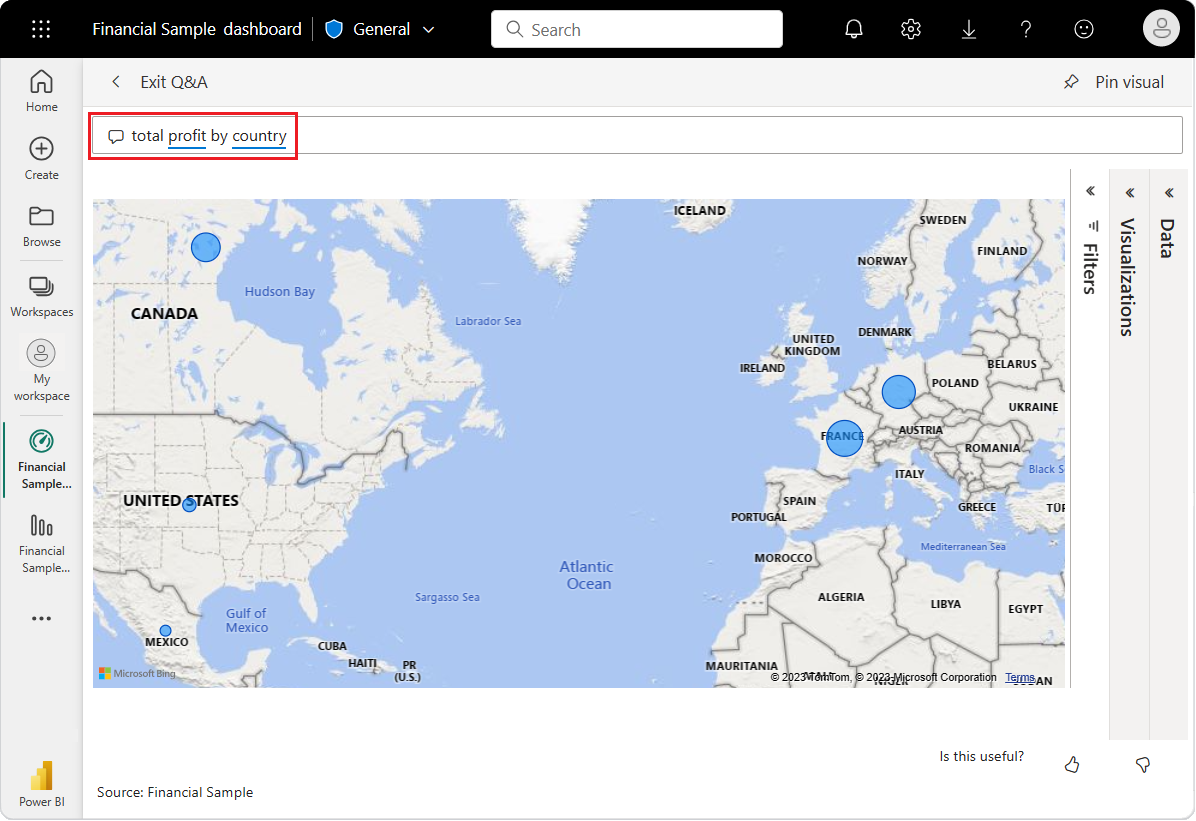 Financial Sample dashboard
General
Search
Exit Q&A
Pin visual
total profit by country
Home
Create
Browse
Workspaces
My
workspace
Financial
Sample...
Financial
Sample...
Power BI
ICELAND
SWEDEN
NORWAY
FINLAND
Hudson Bay
CANADA
Labrador Sea
DENMARK
UNITED
KINGDOM
IRELAND
BELARUS
POLAND
UKRAINE
FRANCE
AUSTRIA
ROMANIA
ITALY
Black S
UNITED STATES
SPAIN
PORTUGAL
GREECE
TÜR
Mediterranean Sea
MOROCCO
Atlantic
Ocean
Sargasso Sea
ALGERIA
LIBYA
EGYPT
Gulf of
Mexico
MEXICO
CUBA
HAITI
PR
(U.S.)
MAURITANIA
Microsoft Bing
© 2023 TomTom, © 2023 Microsoft Corporation Terms
Filters
Visualizations
Data
Is this useful?
Source: Financial Sample